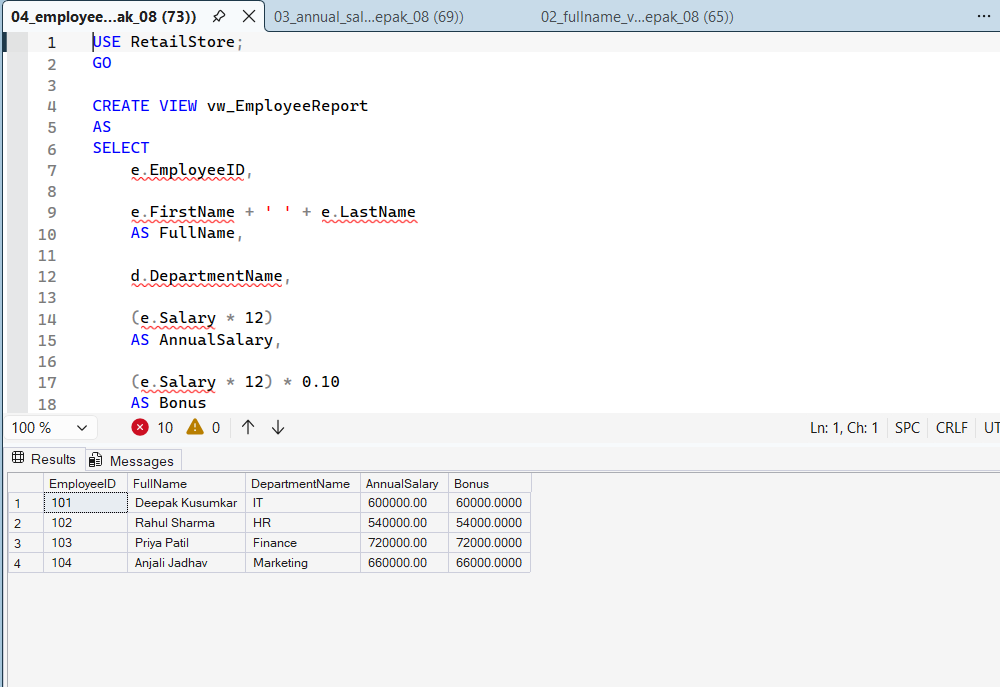 04_employee...ak_08 (73)) 03_annual_sal...epak_08 (69)) 02_fullname_v...epak_08 (65)) ...
1 USE RetailStore;
2 GO
3
4 CREATE VIEW vw_EmployeeReport
5 AS
6 SELECT
7 e.EmployeeID,
8
9 e.FirstName + ' ' + e.LastName
10 AS FullName,
11
12 d.DepartmentName,
13
14 (e.Salary * 12)
15 AS AnnualSalary,
16
17 (e.Salary * 12) * 0.10
18 AS Bonus
100 % 10 0 Ln: 1, Ch: 1 SPC CRLF UT
Results Messages
EmployeeID FullName DepartmentName AnnualSalary Bonus
1 101 Deepak Kusumkar IT 600000.00 60000.0000
2 102 Rahul Sharma HR 540000.00 54000.0000
3 103 Priya Patil Finance 720000.00 72000.0000
4 104 Anjali Jadhav Marketing 660000.00 66000.0000